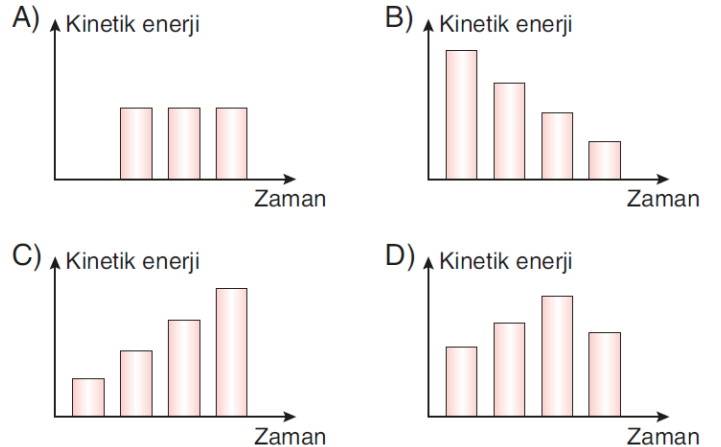 A) Kinetik enerji
Zaman
B) Kinetik enerji
Zaman
C) Kinetik enerji
Zaman
D) Kinetik enerji
Zaman